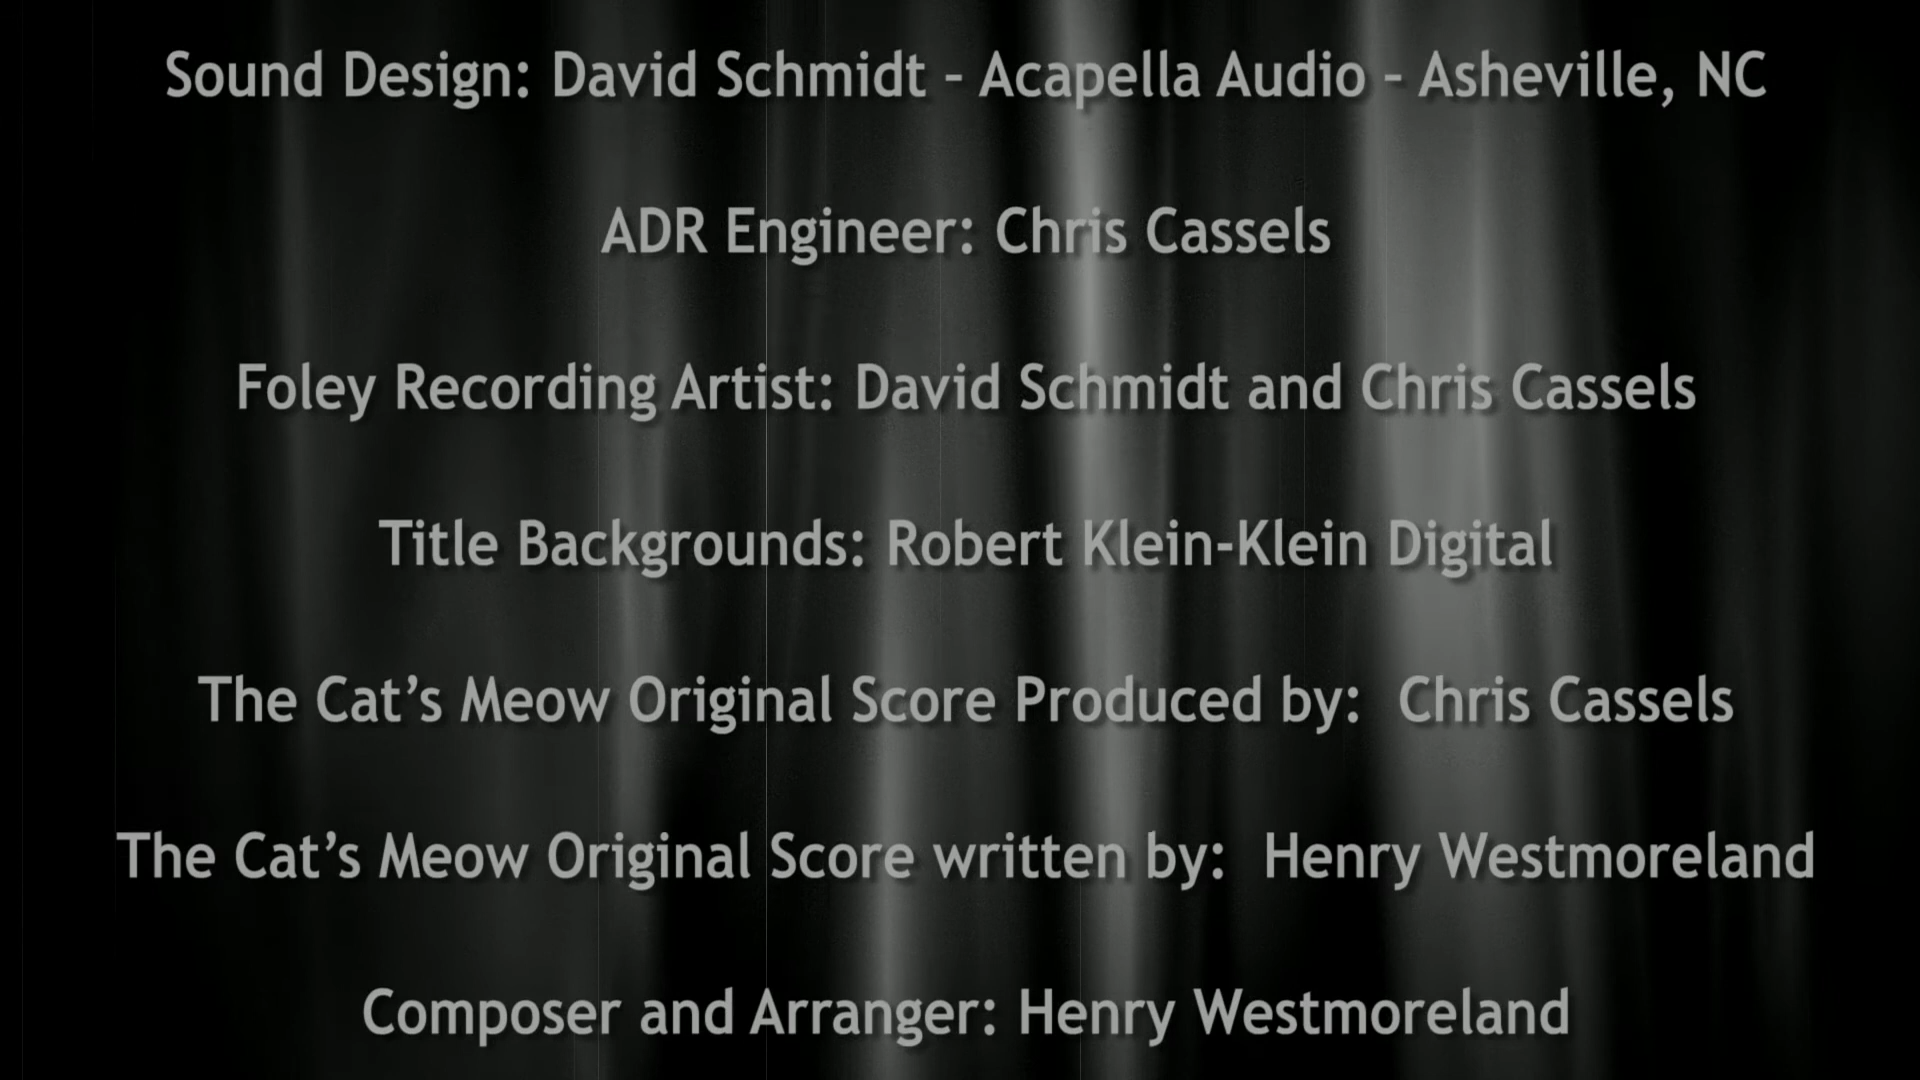 Sound Design: David Schmidt – Acapella Audio – Asheville, NC
ADR Engineer: Chris Cassels
Foley Recording Artist: David Schmidt and Chris Cassels
Title Backgrounds: Robert Klein-Klein Digital
The Cat’s Meow Original Score Produced by:  Chris Cassels
The Cat’s Meow Original Score written by:  Henry Westmoreland
Composer and Arranger: Henry Westmoreland